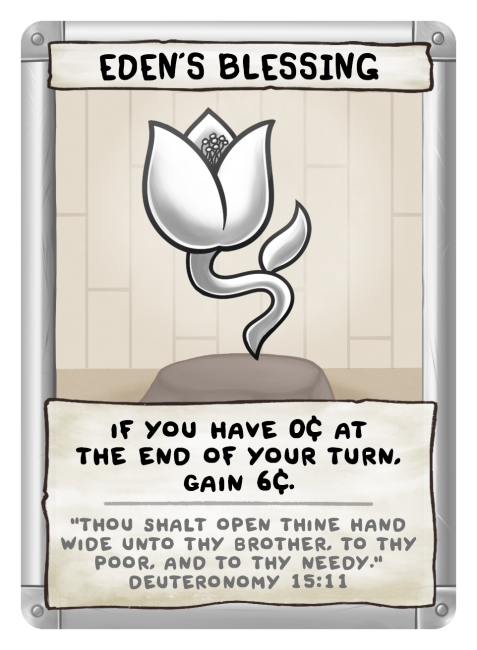 EDEN'S BLESSING
IF YOU HAVE 0¢ AT
THE END OF YOUR TURN,
GAIN 6¢.
"THOU SHALT OPEN THINE HAND
WIDE UNTO THY BROTHER, TO THY
POOR, AND TO THY NEEDY."
DEUTERONOMY 15:11